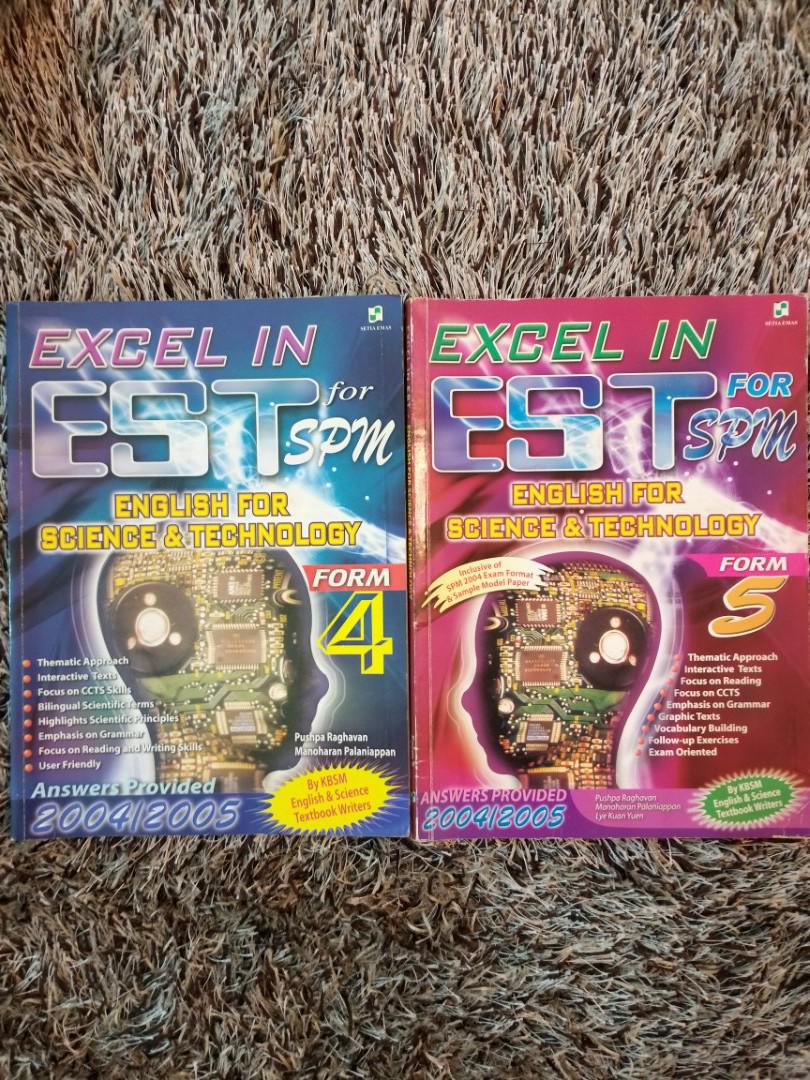 SETIA EMAS
EXCEL IN
EST for
SPM
ENGLISH FOR
SCIENCE & TECHNOLOGY
FORM
4
Thematic Approach
Interactive Texts
Focus on CCTS Skills
Bilingual Scientific Terms
Highlights Scientific Principles
Emphasis on Grammar
Focus on Reading and Writing Skills
User Friendly
Pushpa Raghavan
Manoharan Palaniappan
Answers Provided
2004/2005
By KBSM
English & Science
Textbook Writers
SETIA EMAS
EXCEL IN
EST FOR
SPM
ENGLISH FOR
SCIENCE & TECHNOLOGY
Inclusive of
SPM 2004 Exam Format
& Sample Model Paper
FORM
5
Thematic Approach
Interactive Texts
Focus on Reading
Focus on CCTS
Emphasis on Grammar
Graphic Texts
Vocabulary Building
Follow-up Exercises
Exam Oriented
ANSWERS PROVIDED
2004/2005
Pushpa Raghavan
Manoharan Palaniappan
Lye Kuan Yuen
By KBSM
English & Science
Textbook Writers